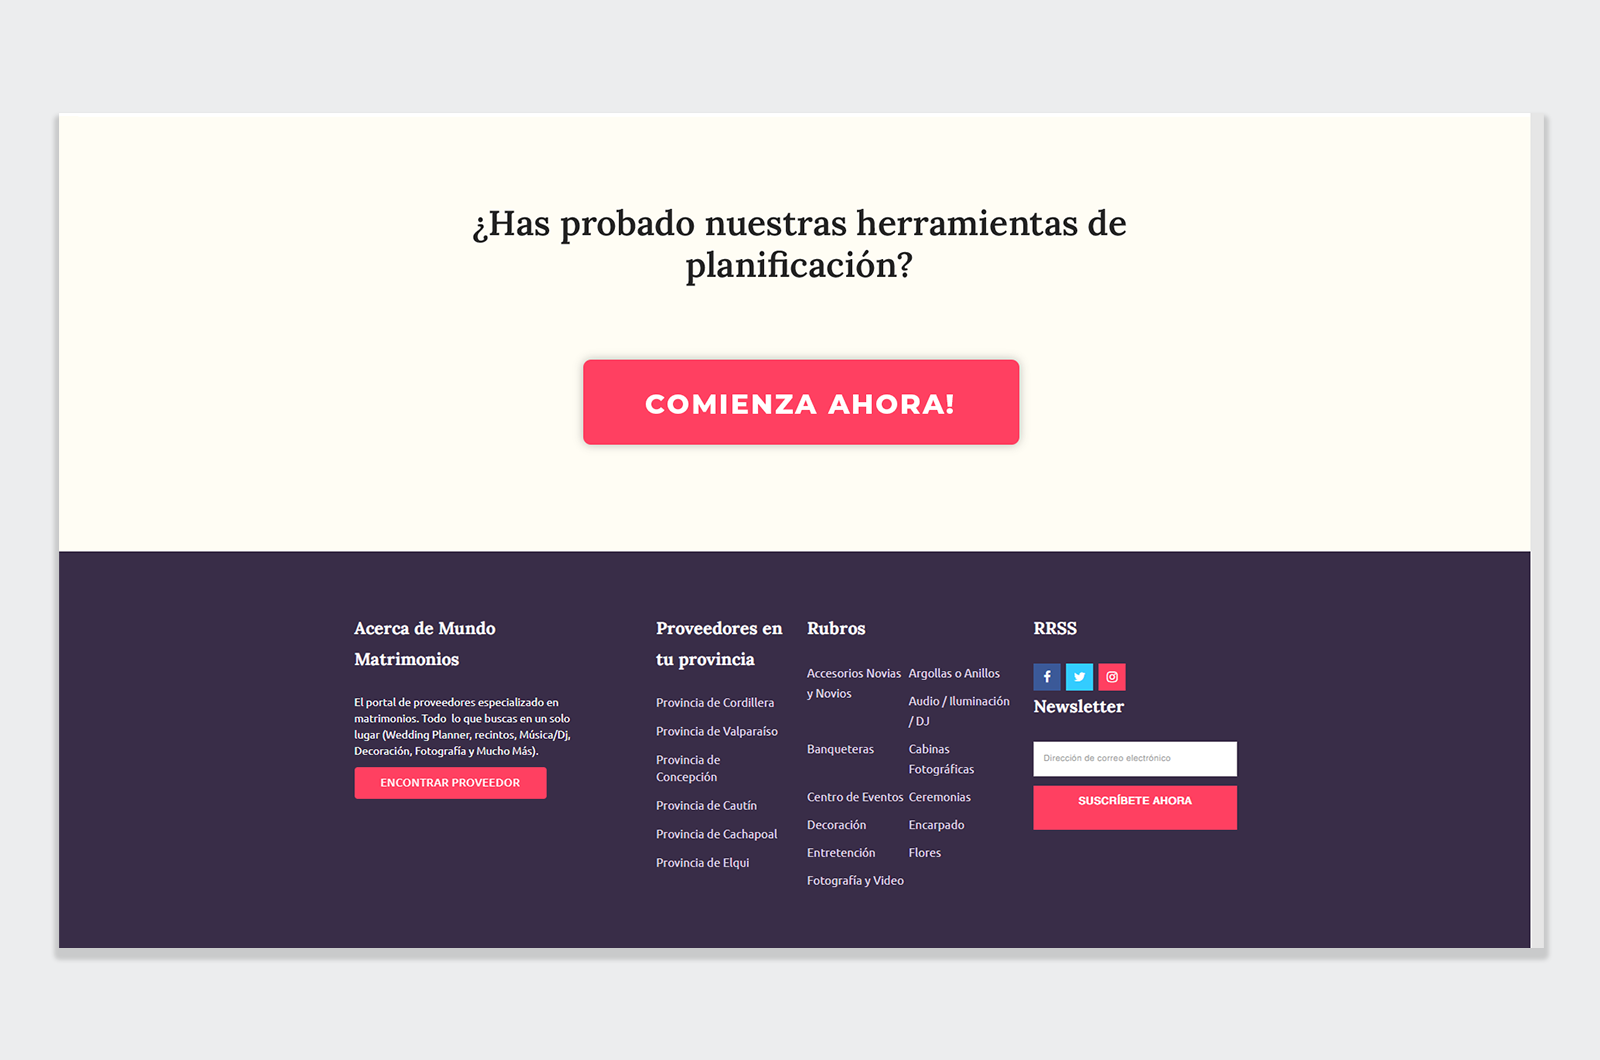 ¿Has probado nuestras herramientas de
planificación?
COMIENZA AHORA!
Acerca de Mundo
Matrimonios
El portal de proveedores especializado en
matrimonios. Todo lo que buscas en un solo
lugar (Wedding Planner, recintos, Música/Dj,
Decoración, Fotografía y Mucho Más).
ENCONTRAR PROVEEDOR
Proveedores en
tu provincia
Provincia de Cordillera
Provincia de Valparaíso
Provincia de
Concepción
Provincia de Cautín
Provincia de Cachapoal
Provincia de Elqui
Rubros
Accesorios Novias
y Novios
Argollas o Anillos
Audio / Iluminación
/ DJ
Banqueteras
Cabinas
Fotográficas
Centro de Eventos
Ceremonias
Decoración
Encarpado
Entretención
Flores
Fotografía y Video
RRSS
Newsletter
Dirección de correo electrónico
SUSCRÍBETE AHORA